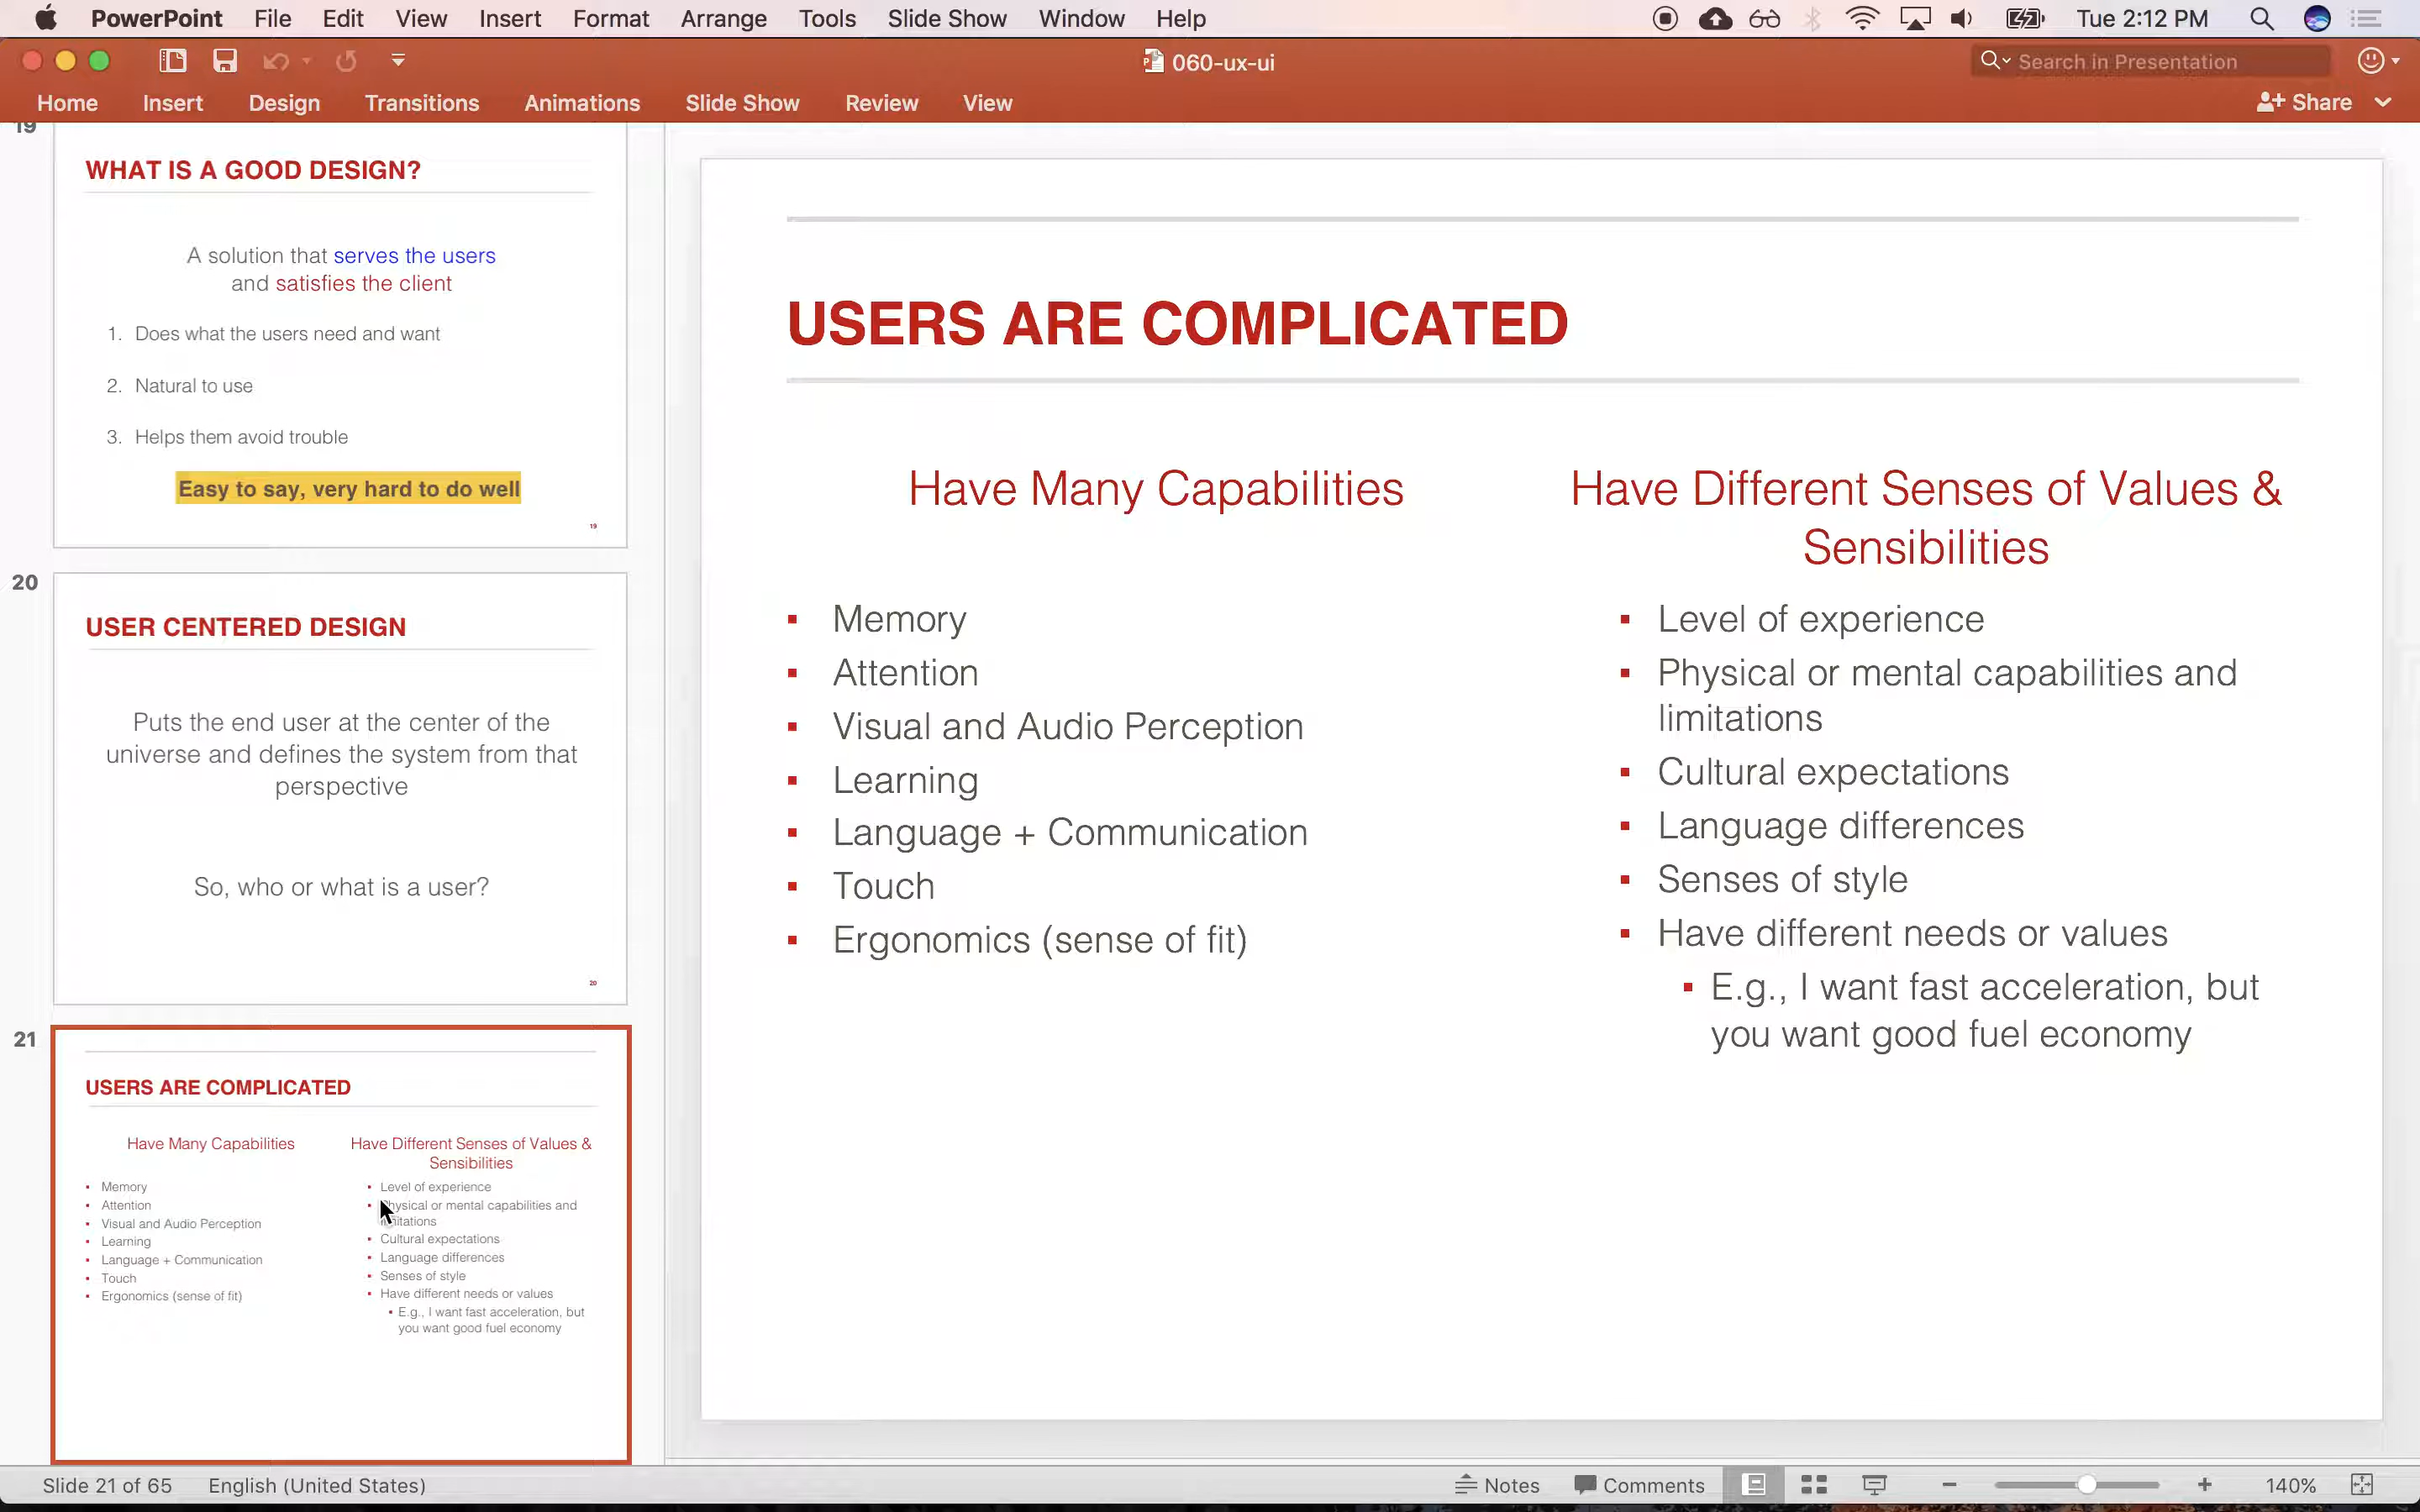 PowerPoint File Edit View Insert Format Arrange Tools Slide Show Window Help Tue 2:12 PM
060-ux-ui Search in Presentation
Home Insert Design Transitions Animations Slide Show Review View Share
19
WHAT IS A GOOD DESIGN?
A solution that serves the users
and satisfies the client
1. Does what the users need and want
2. Natural to use
3. Helps them avoid trouble
Easy to say, very hard to do well
19
20
USER CENTERED DESIGN
Puts the end user at the center of the
universe and defines the system from that
perspective
So, who or what is a user?
20
21
USERS ARE COMPLICATED
Have Many Capabilities
Memory
Attention
Visual and Audio Perception
Learning
Language + Communication
Touch
Ergonomics (sense of fit)
Have Different Senses of Values &
Sensibilities
Level of experience
Physical or mental capabilities and
limitations
Cultural expectations
Language differences
Senses of style
Have different needs or values
E.g., I want fast acceleration, but
you want good fuel economy
USERS ARE COMPLICATED
Have Many Capabilities
Memory
Attention
Visual and Audio Perception
Learning
Language + Communication
Touch
Ergonomics (sense of fit)
Have Different Senses of Values &
Sensibilities
Level of experience
Physical or mental capabilities and
limitations
Cultural expectations
Language differences
Senses of style
Have different needs or values
E.g., I want fast acceleration, but
you want good fuel economy
Slide 21 of 65 English (United States) Notes Comments 140%